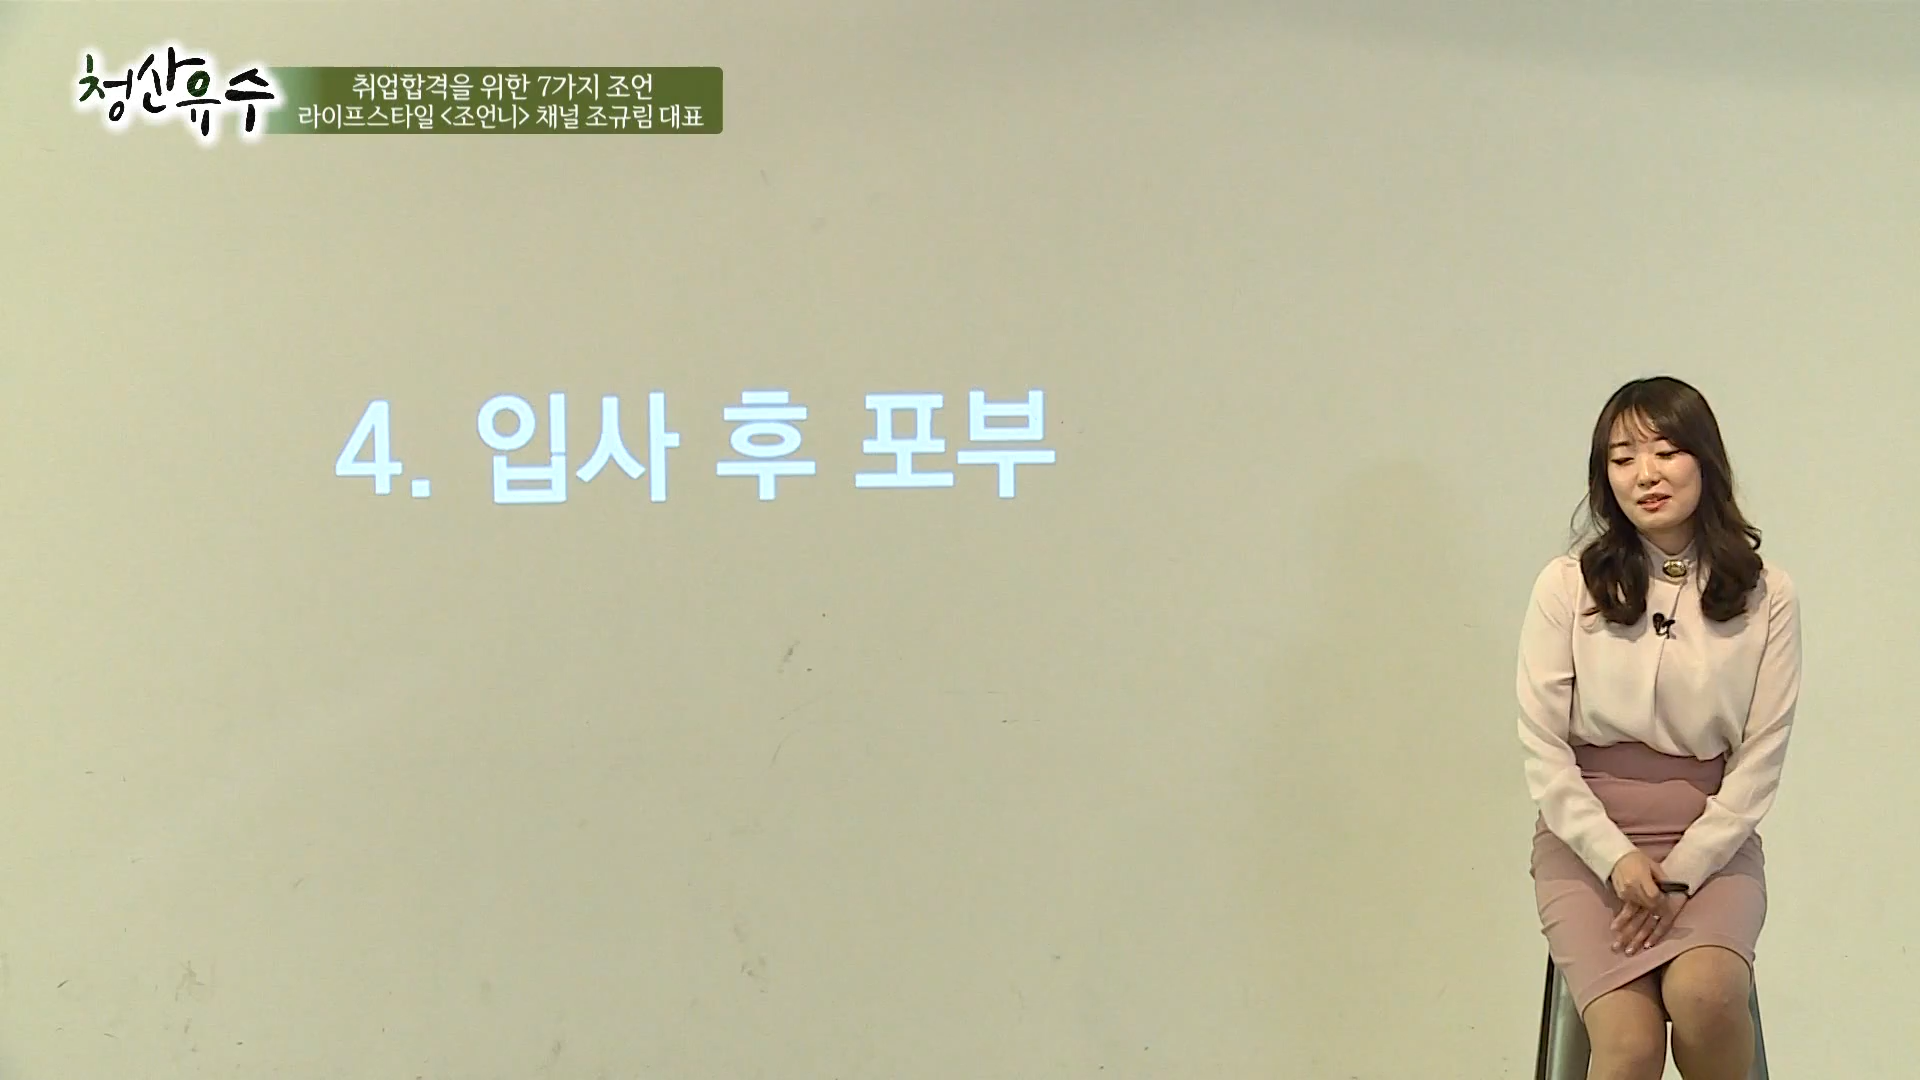 청산유수
취업합격을 위한 7가지 조언
라이프스타일 <조언니> 채널 조규림 대표
4. 입사 후 포부